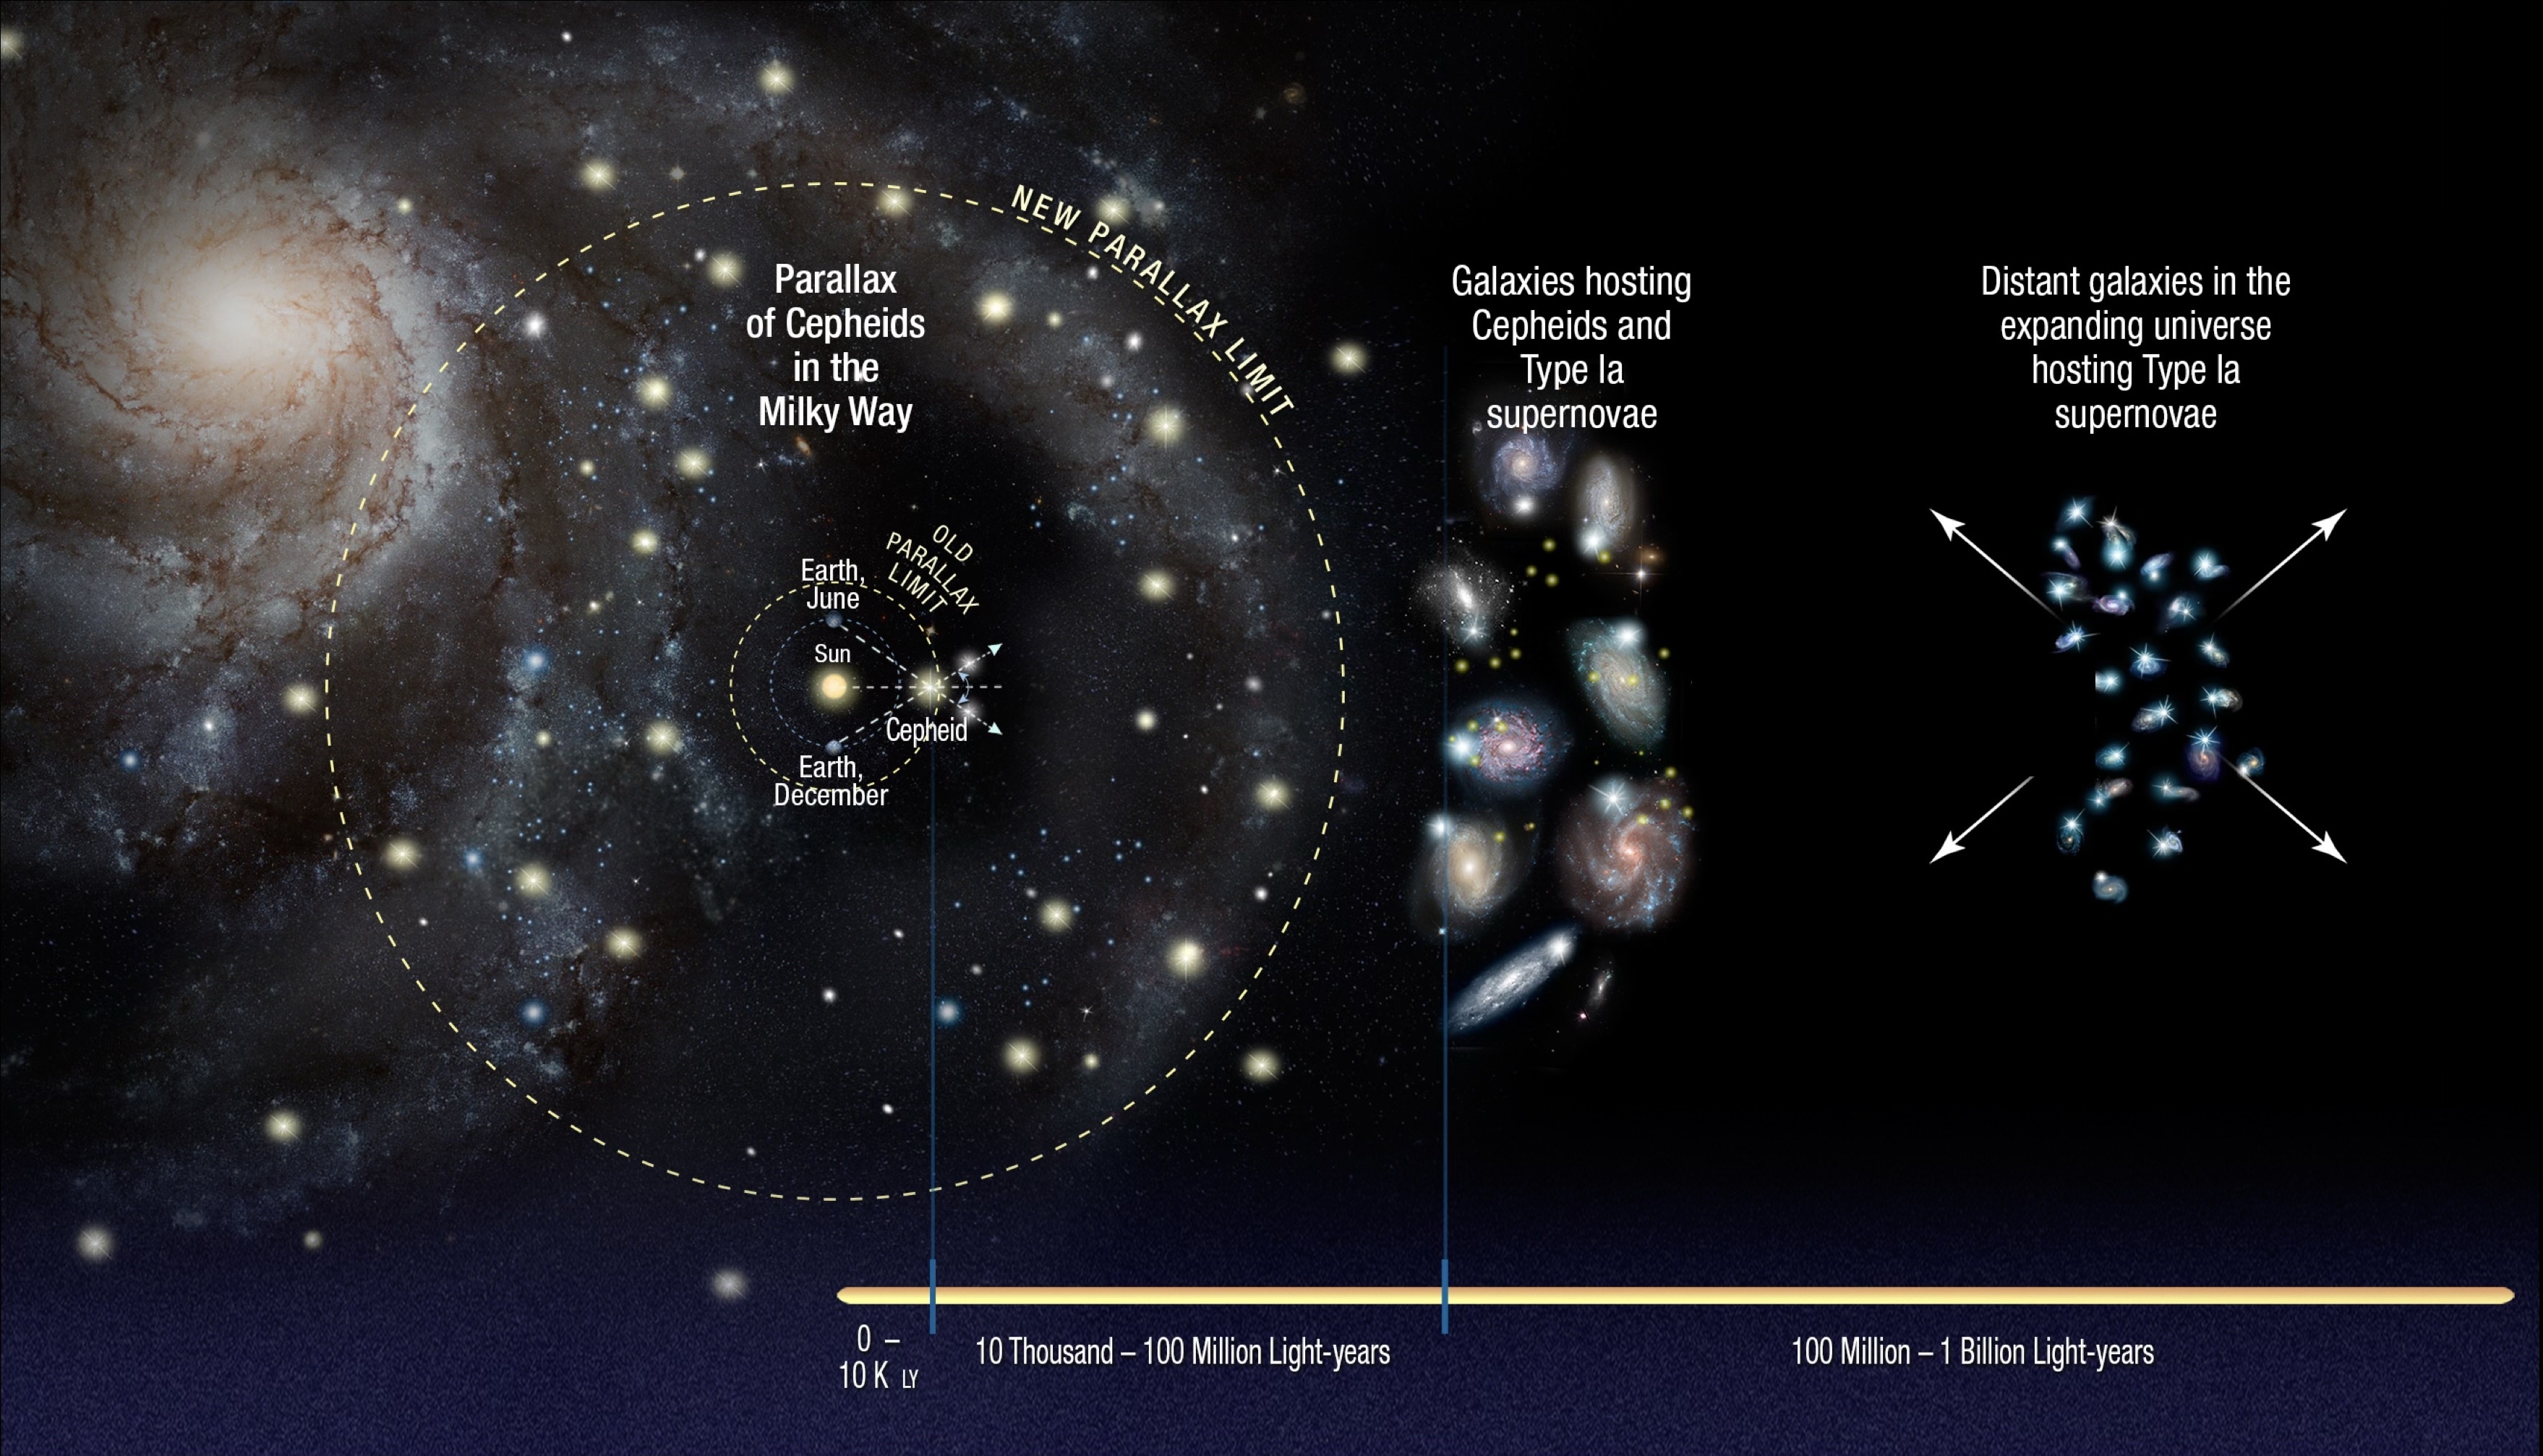 NEW PARALLAX LIMIT
Parallax
of Cepheids
in the
Milky Way
Galaxies hosting
Cepheids and
Type Ia
supernovae
Distant galaxies in the
expanding universe
hosting Type Ia
supernovae
OLD
PARALLAX
LIMIT
Earth,
June
Sun
Cepheid
Earth,
December
0 –
10 K LY
10 Thousand – 100 Million Light-years
100 Million – 1 Billion Light-years